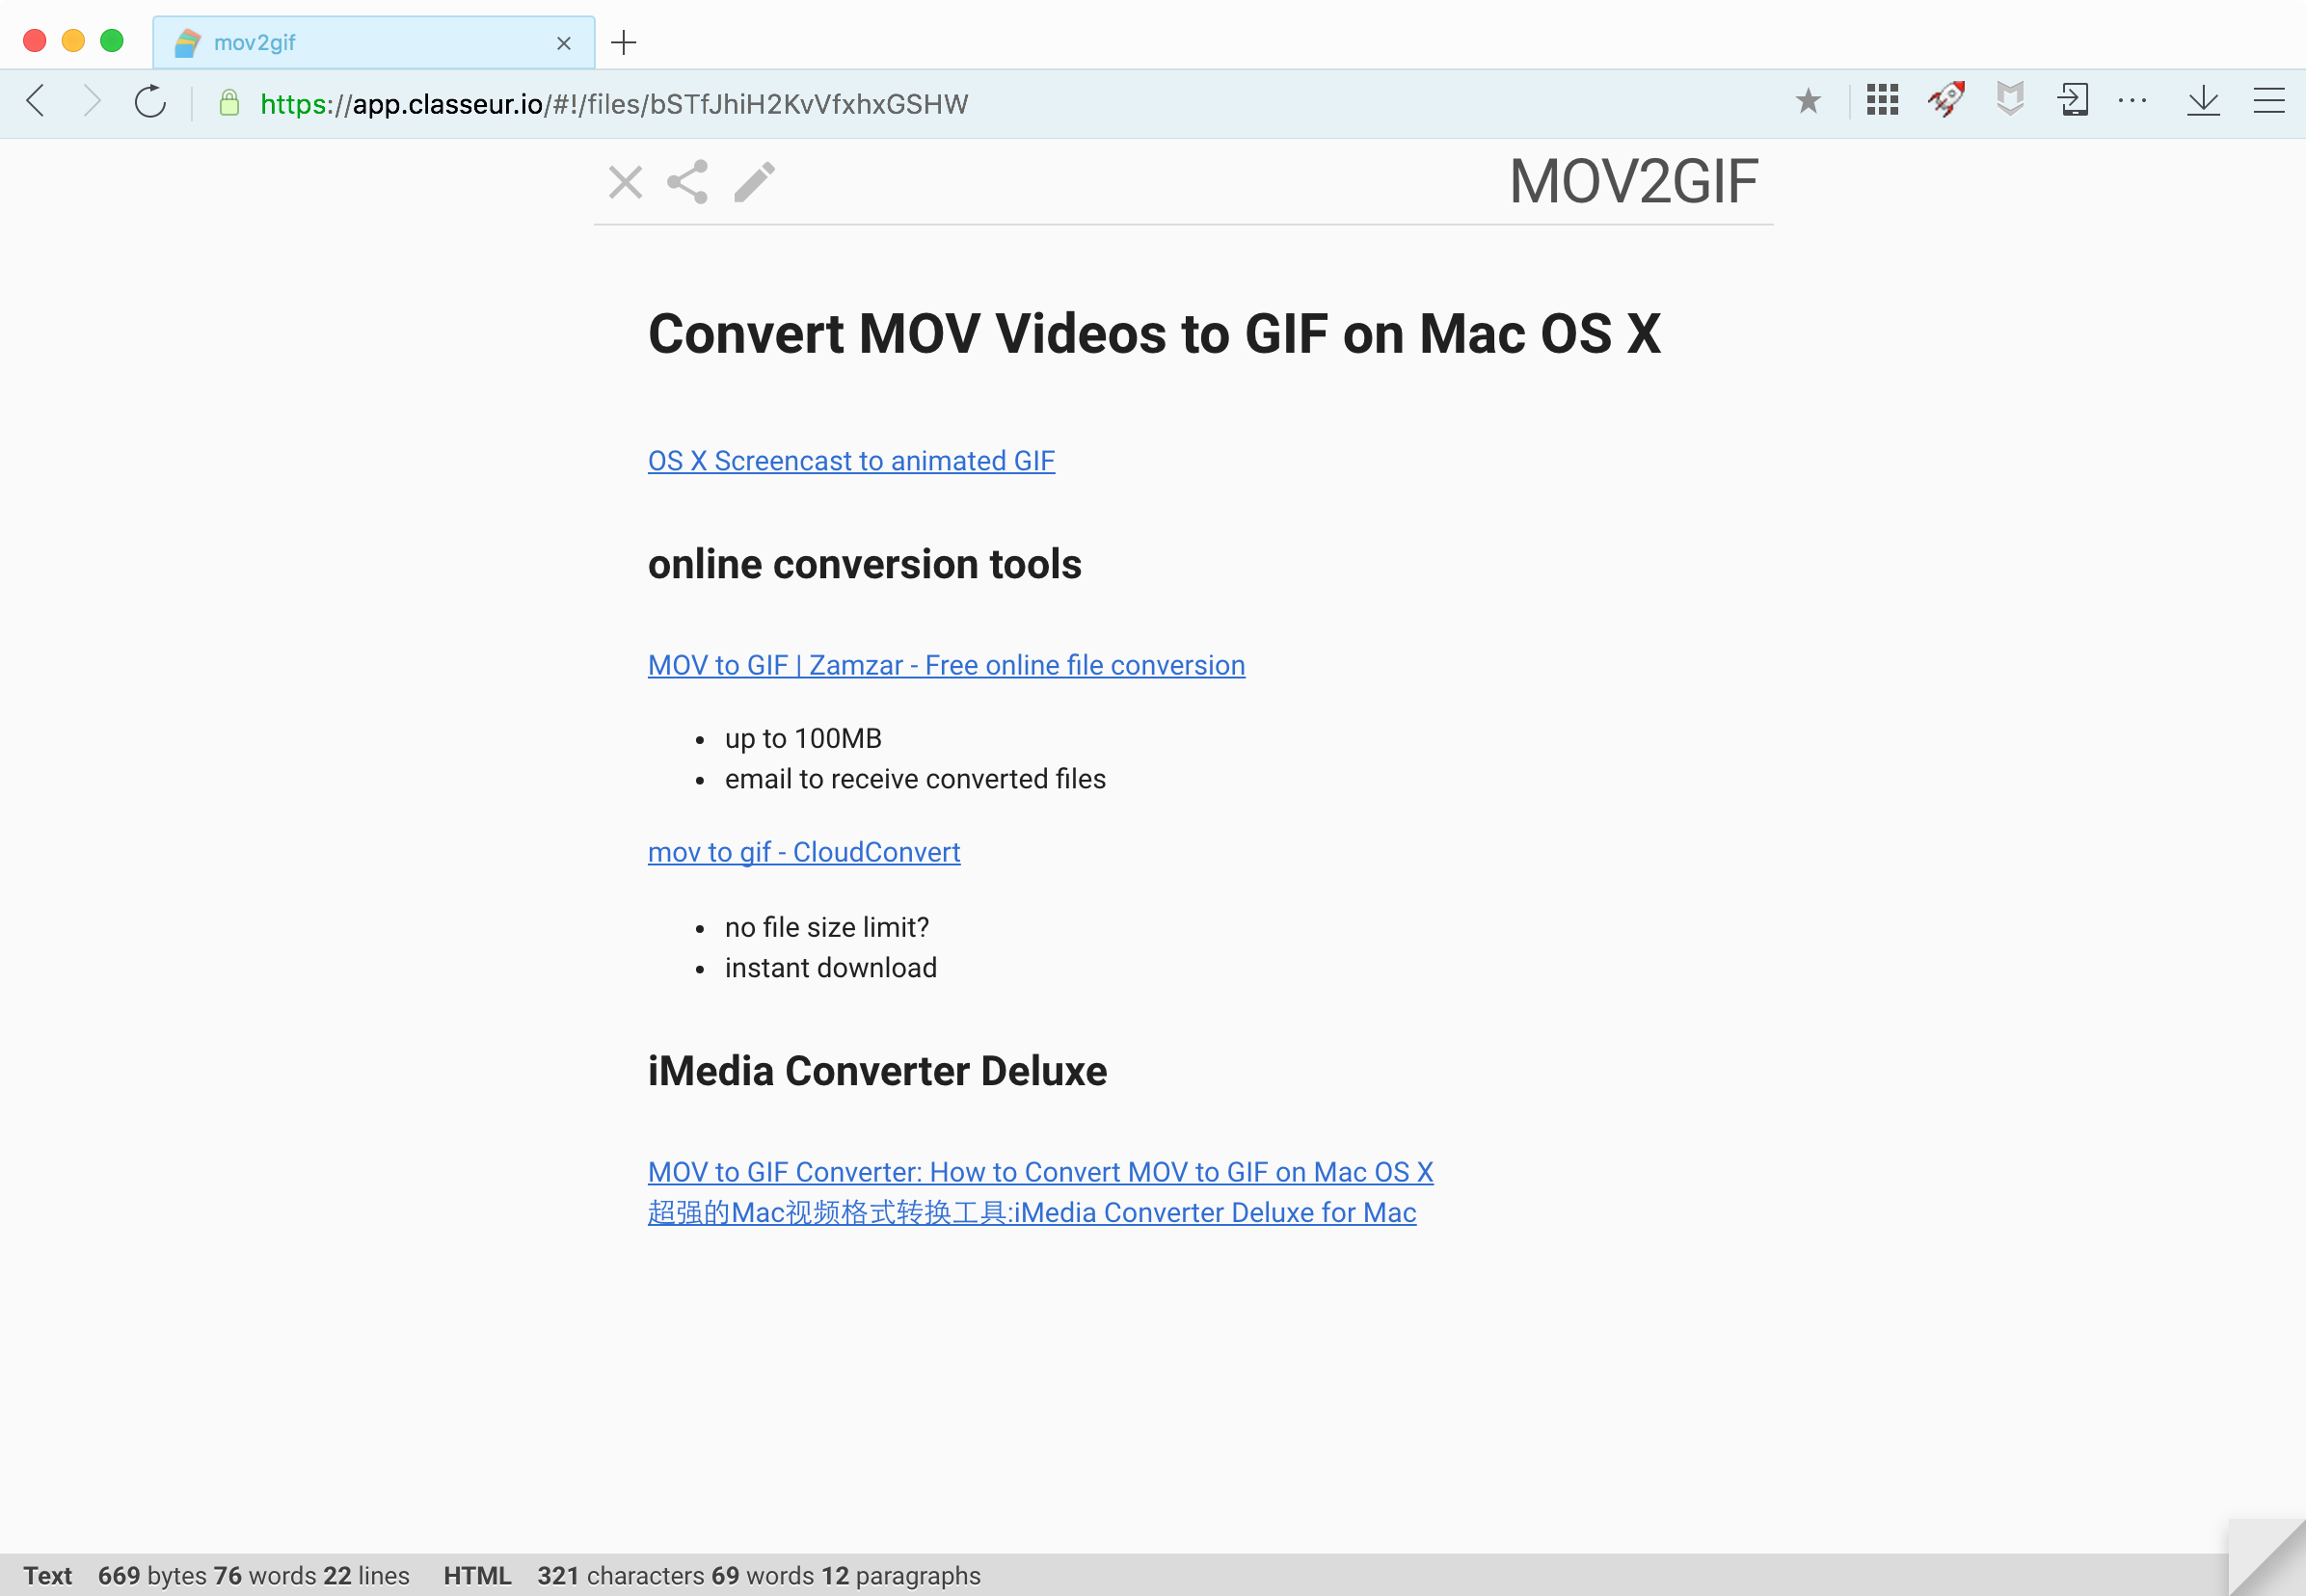 mov2gif
https://app.classeur.io/#!/files/bSTfJhiH2KvVfxhxGSHW
MOV2GIF
Convert MOV Videos to GIF on Mac OS X
OS X Screencast to animated GIF
online conversion tools
MOV to GIF | Zamzar - Free online file conversion
• up to 100MB
• email to receive converted files
mov to gif - CloudConvert
• no file size limit?
• instant download
iMedia Converter Deluxe
MOV to GIF Converter: How to Convert MOV to GIF on Mac OS X
超强的Mac视频格式转换工具:iMedia Converter Deluxe for Mac
Text 669 bytes 76 words 22 lines HTML 321 characters 69 words 12 paragraphs